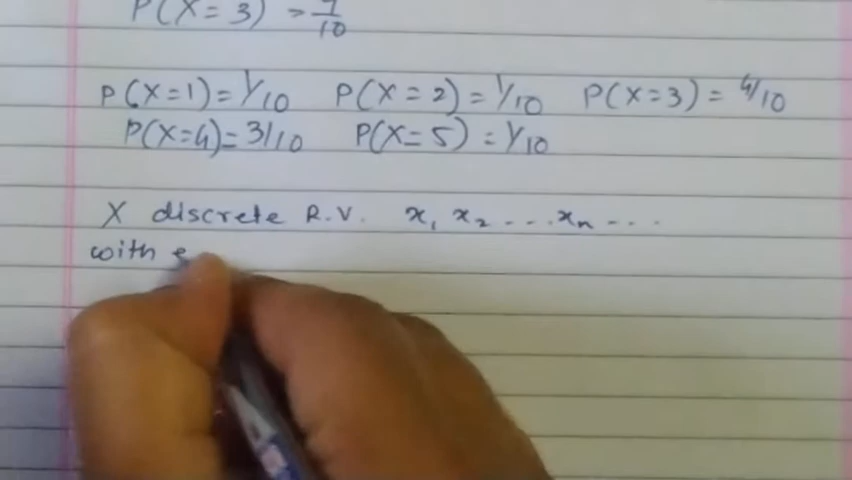 P(X=3) = 4/10
P(X=1)=1/10 P(X=2)=1/10 P(X=3)=4/10
P(X=4)=3/10 P(X=5)=1/10
X discrete R.V. x1 x2 ... xn ...
with